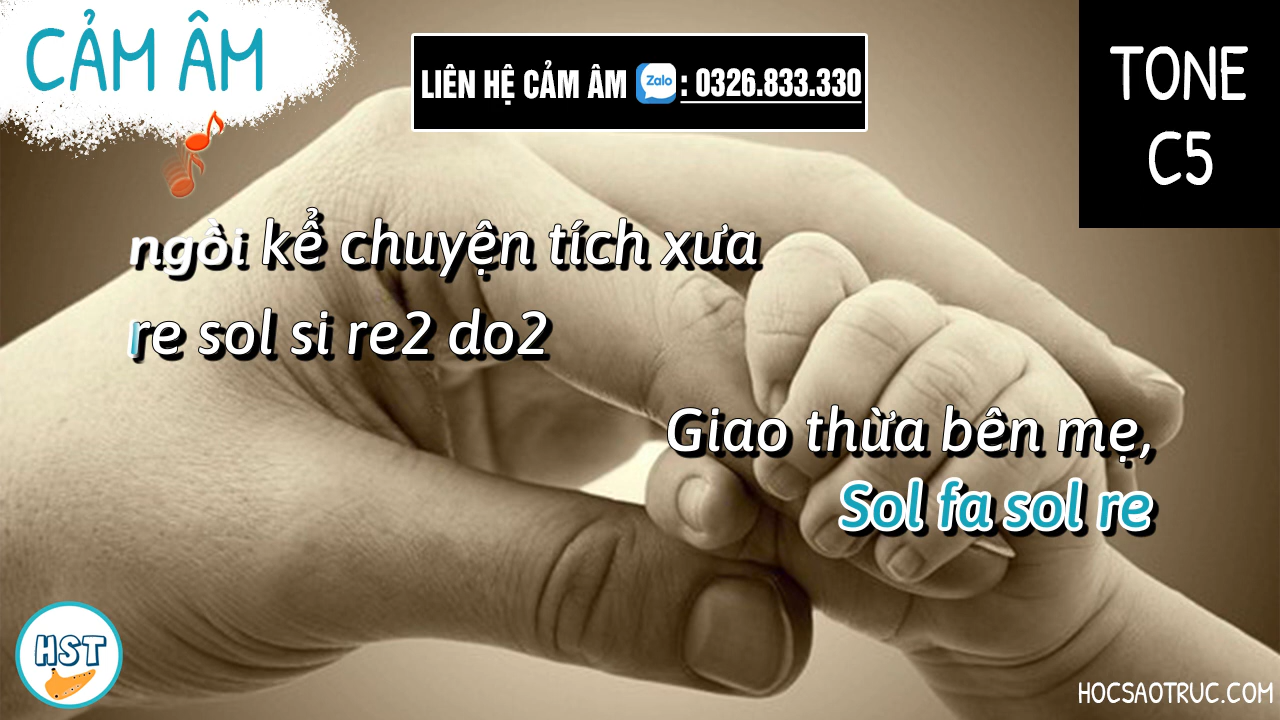 CẢM ÂM
LIÊN HỆ CẢM ÂM Zalo : 0326.833.330
TONE
C5
ngồi kể chuyện tích xưa
re sol si re2 do2
Giao thừa bên mẹ,
Sol fa sol re
HST
HOCSAOTRUC.COM